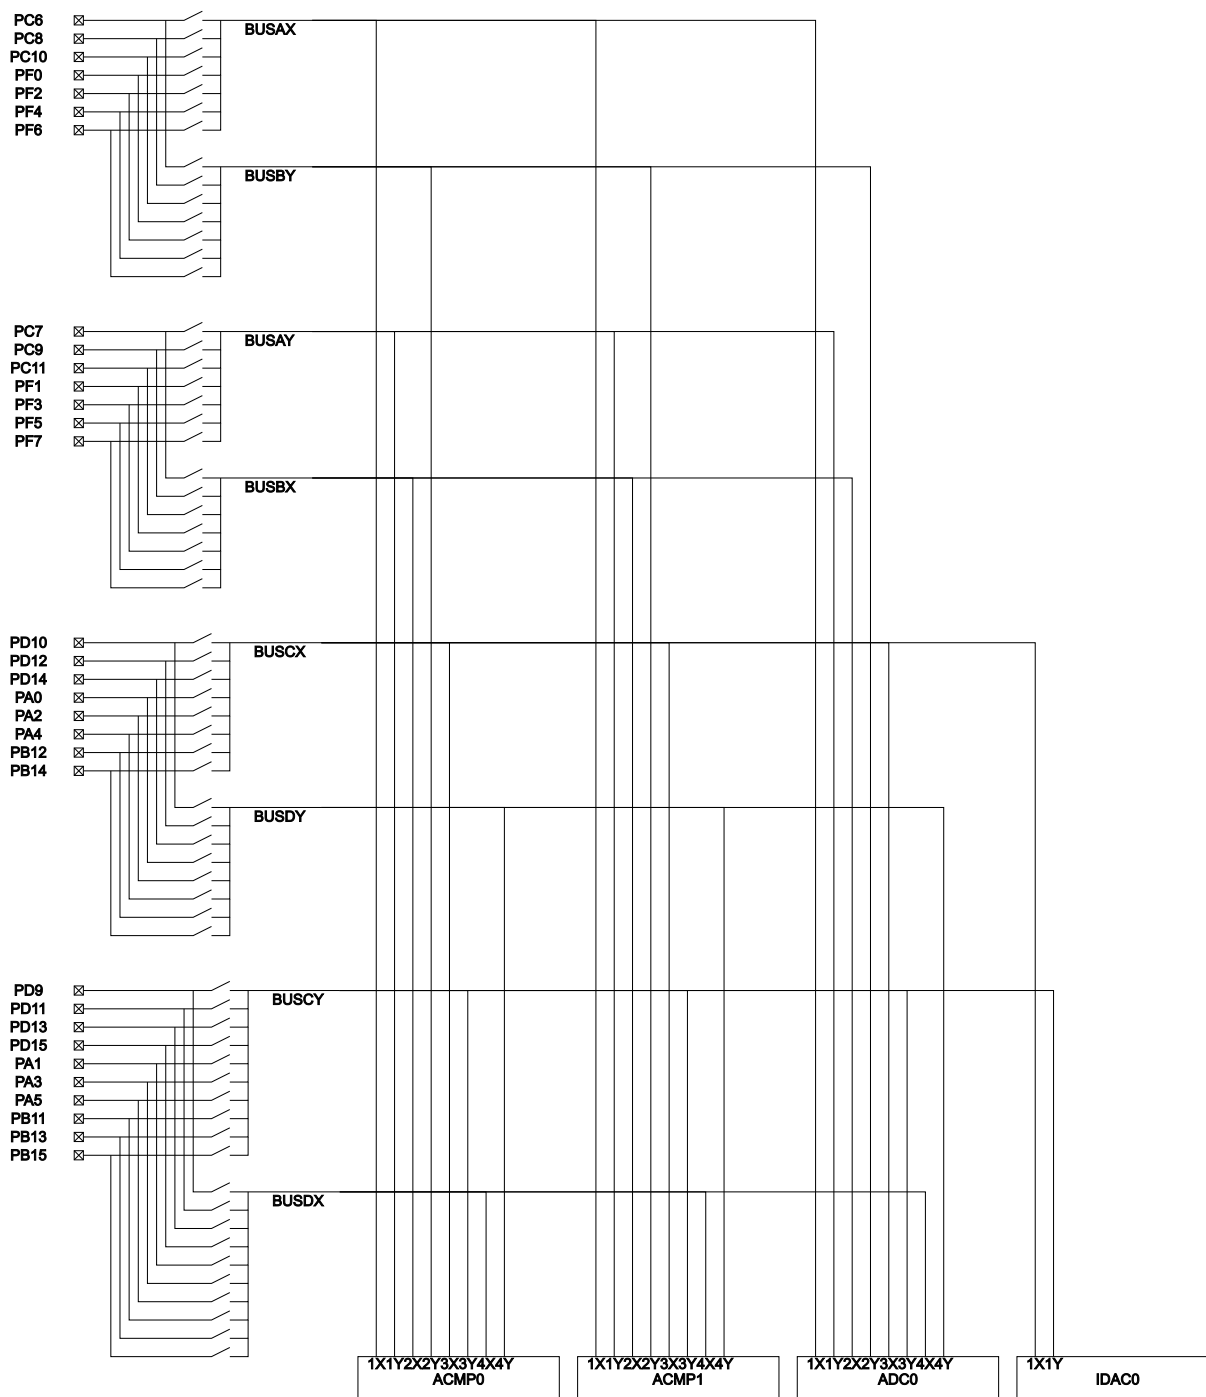 PC6
BUSAX
PC8
PC10
PF0
PF2
PF4
PF6
BUSBY
PC7
BUSAY
PC9
PC11
PF1
PF3
PF5
PF7
BUSBX
PD10
BUSCX
PD12
PD14
PA0
PA2
PA4
PB12
PB14
BUSDY
PD9
BUSCY
PD11
PD13
PD15
PA1
PA3
PA5
PB11
PB13
PB15
BUSDX
1X1Y2X2Y3X3Y4X4Y 1X1Y2X2Y3X3Y4X4Y 1X1Y2X2Y3X3Y4X4Y 1X1Y
ACMP0 ACMP1 ADC0 IDAC0